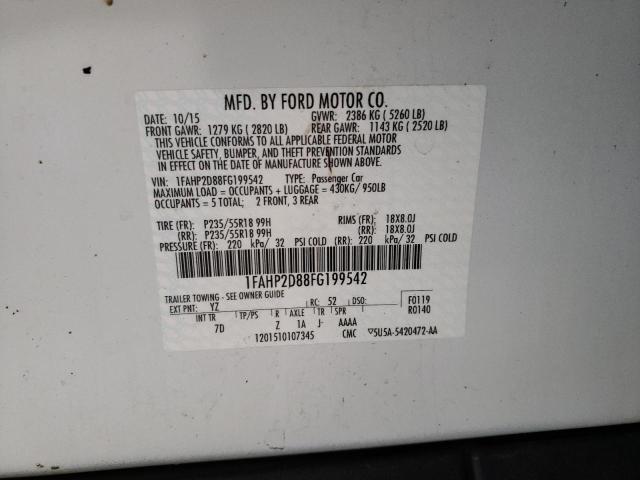 MFD. BY FORD MOTOR CO.
DATE: 10/15 GVWR: 2386 KG ( 5260 LB)
FRONT GAWR: 1279 KG ( 2820 LB) REAR GAWR: 1143 KG ( 2520 LB)
THIS VEHICLE CONFORMS TO ALL APPLICABLE FEDERAL MOTOR
VEHICLE SAFETY, BUMPER, AND THEFT PREVENTION STANDARDS
IN EFFECT ON THE DATE OF MANUFACTURE SHOWN ABOVE.
VIN: 1FAHP2D88FG199542 TYPE: Passenger Car
MAXIMUM LOAD = OCCUPANTS + LUGGAGE = 430KG/950LB
OCCUPANTS = 5 TOTAL; 2 FRONT, 3 REAR
TIRE (FR): P235/55R18 99H RIMS (FR): 18X8.0J
(RR): P235/55R18 99H (RR): 18X8.0J
PRESSURE (FR): 220 kPa/ 32 PSI COLD (RR): 220 kPa/ 32 PSI COLD
1FAHP2D88FG199542
TRAILER TOWING - SEE OWNER GUIDE
EXT PNT: YZ RC: 52 DSO: F0119
INT TR TP/PS R AXLE TR SPR R0140
7D Z 1A J- AAAA
1201510107345 CMC ▽5U5A-5420472-AA